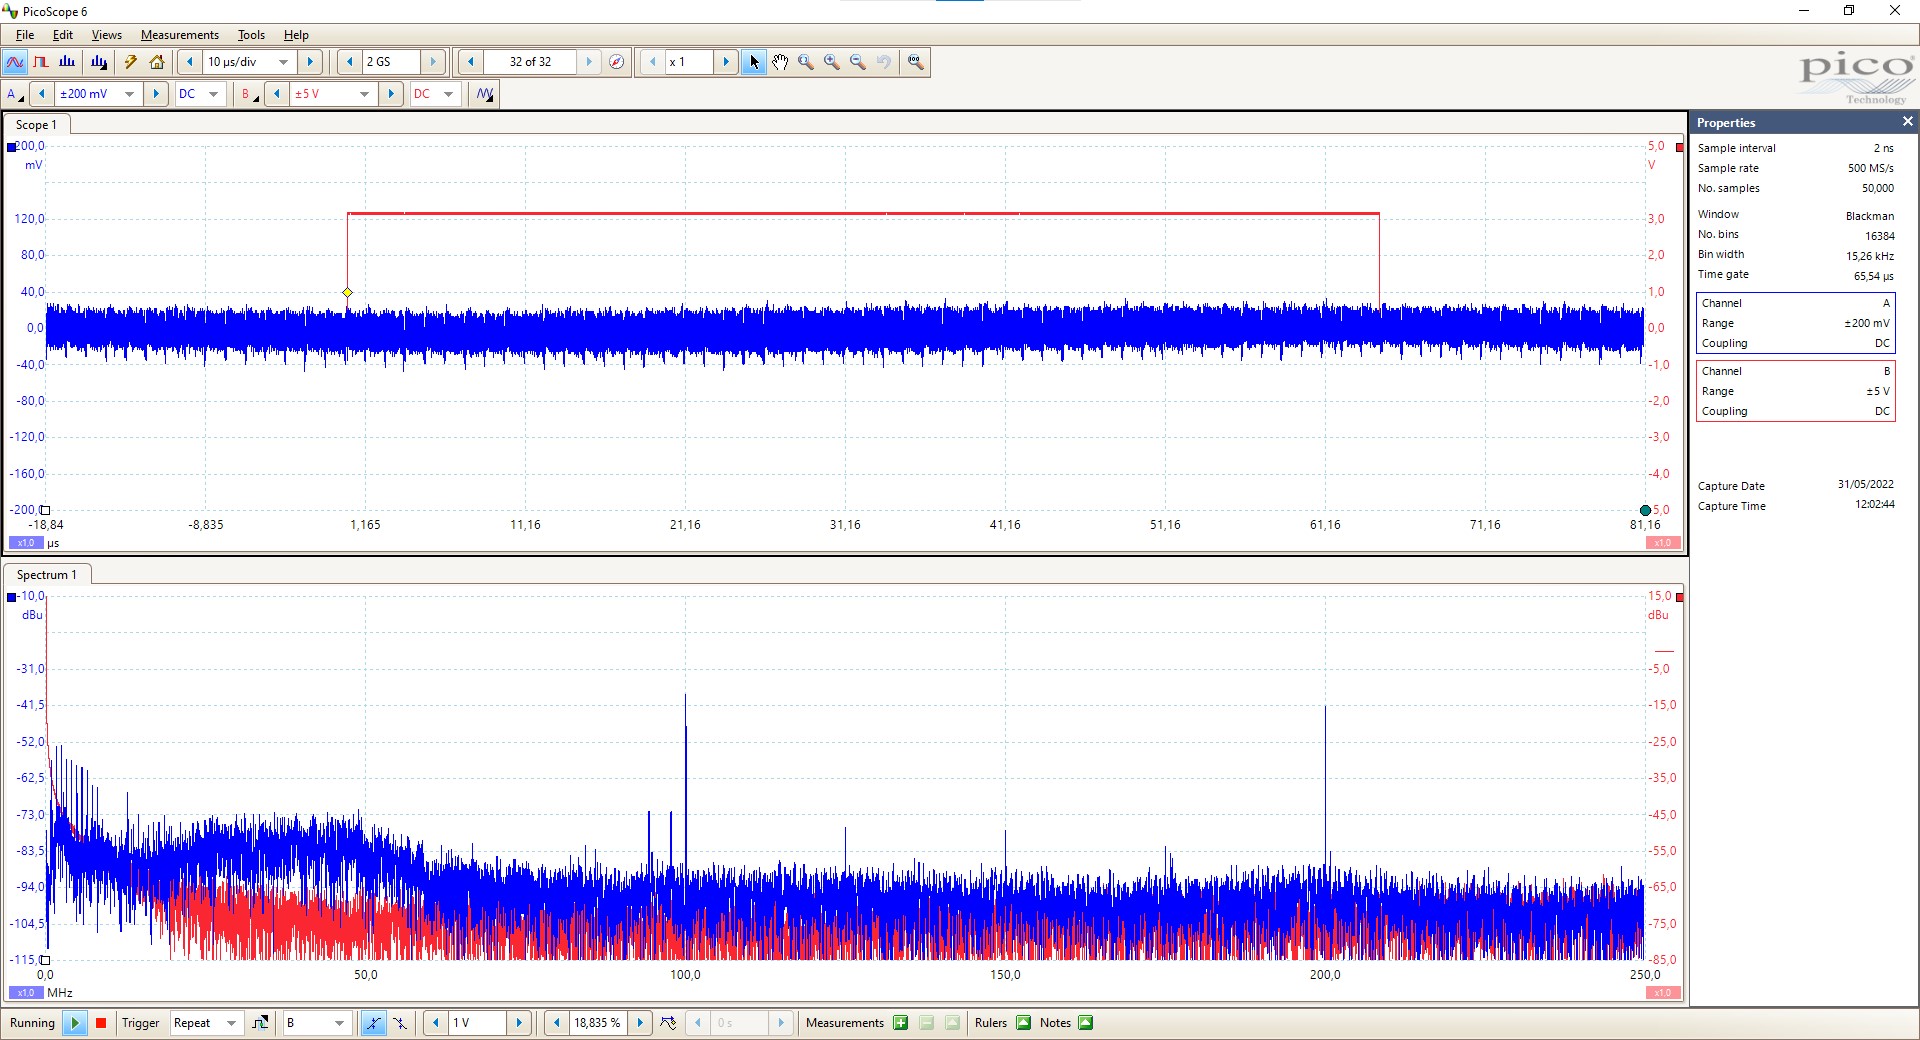 PicoScope 6
File Edit Views Measurements Tools Help
10 µs/div 2 GS 32 of 32 x 1
A ±200 mV DC B ±5 V DC
pico
Technology
Scope 1
200,0 5,0
mV V
120,0 3,0
80,0 2,0
40,0 1,0
0,0 0,0
-40,0 -1,0
-80,0 -2,0
-120,0 -3,0
-160,0 -4,0
-200,0 -5,0
-18,84 -8,835 1,165 11,16 21,16 31,16 41,16 51,16 61,16 71,16 81,16
x1,0 µs x1,0
Spectrum 1
-10,0 15,0
dBu dBu
-31,0 -5,0
-41,5 -15,0
-52,0 -25,0
-62,5 -35,0
-73,0 -45,0
-83,5 -55,0
-94,0 -65,0
-104,5 -75,0
-115,0 -85,0
0,0 50,0 100,0 150,0 200,0 250,0
x1,0 MHz x1,0
Properties
Sample interval 2 ns
Sample rate 500 MS/s
No. samples 50,000
Window Blackman
No. bins 16384
Bin width 15,26 kHz
Time gate 65,54 µs
Channel A
Range ±200 mV
Coupling DC
Channel B
Range ±5 V
Coupling DC
Capture Date 31/05/2022
Capture Time 12:02:44
Running Trigger Repeat B 1 V 18,835 % 0 s Measurements Rulers Notes